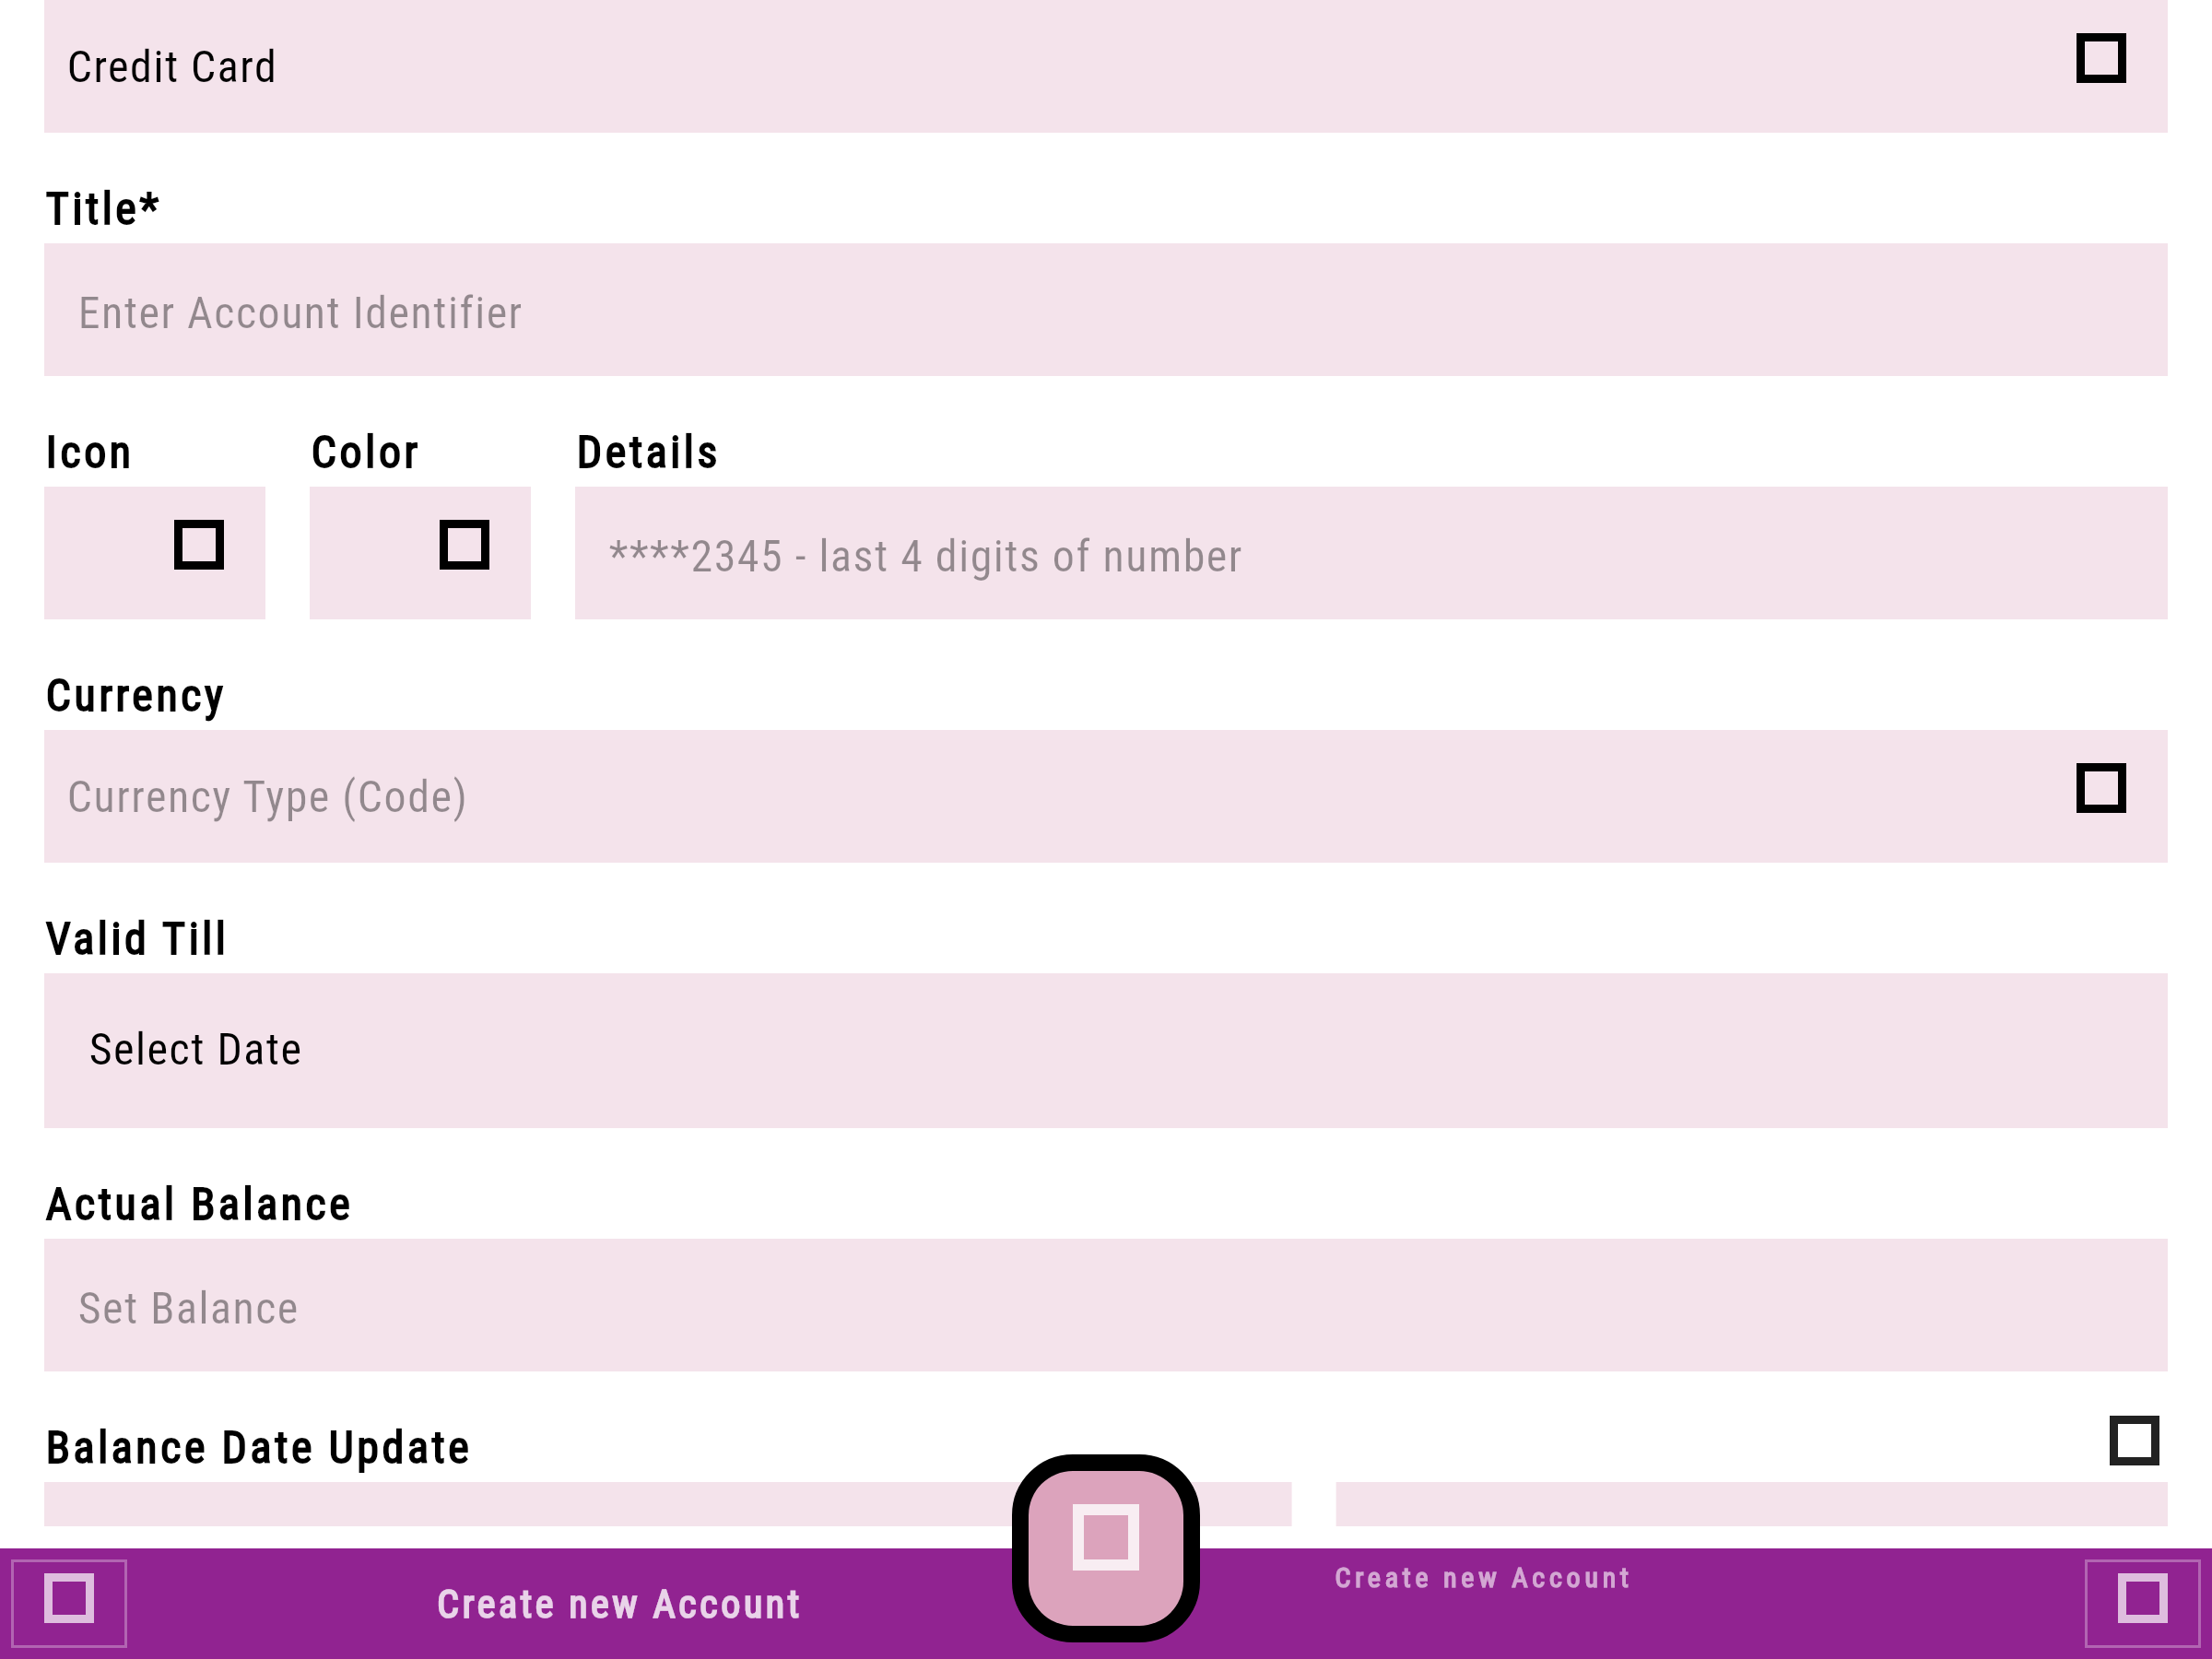 Credit Card
Title*
Enter Account Identifier
Icon Color Details
****2345 - last 4 digits of number
Currency
Currency Type (Code)
Valid Till
Select Date
Actual Balance
Set Balance
Balance Date Update
Create new Account
Create new Account